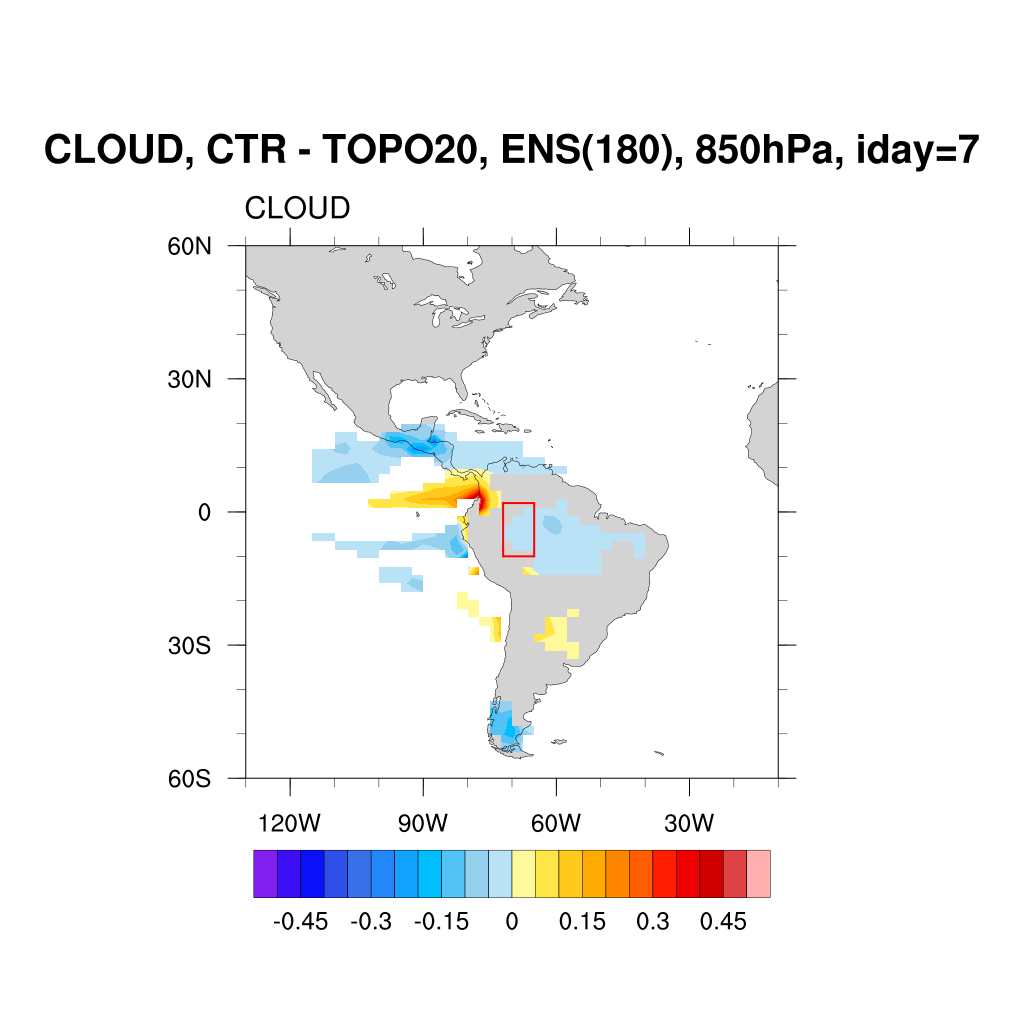 CLOUD, CTR - TOPO20, ENS(180), 850hPa, iday=7
CLOUD
60N
30N
0
30S
60S
120W 90W 60W 30W
-0.45 -0.3 -0.15 0 0.15 0.3 0.45